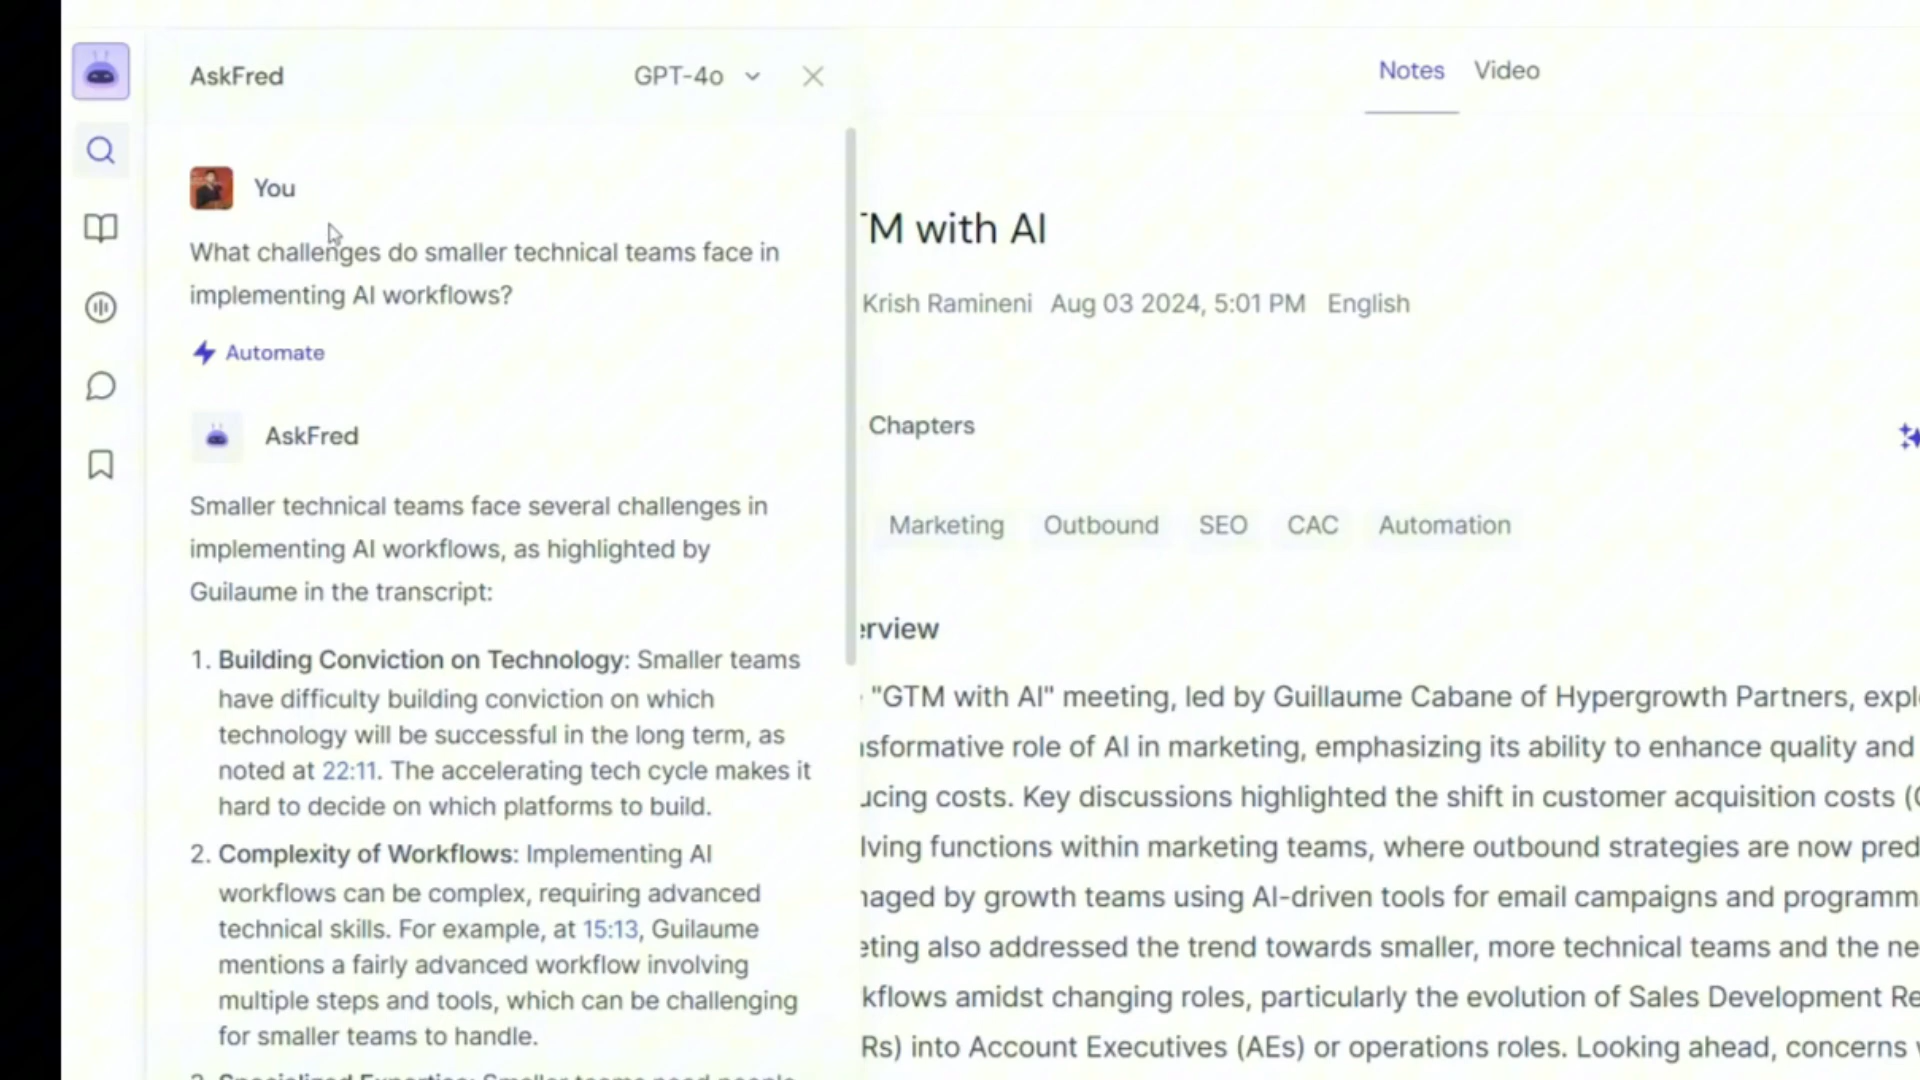 AskFred
GPT-4o
You
What challenges do smaller technical teams face in
implementing AI workflows?
Automate
AskFred
Smaller technical teams face several challenges in
implementing AI workflows, as highlighted by
Guilaume in the transcript:
1. Building Conviction on Technology: Smaller teams
have difficulty building conviction on which
technology will be successful in the long term, as
noted at 22:11. The accelerating tech cycle makes it
hard to decide on which platforms to build.
2. Complexity of Workflows: Implementing AI
workflows can be complex, requiring advanced
technical skills. For example, at 15:13, Guilaume
mentions a fairly advanced workflow involving
multiple steps and tools, which can be challenging
for smaller teams to handle.
3. Specialized Expertise: Smaller teams need people
Notes Video
TM with AI
Krish Ramineni Aug 03 2024, 5:01 PM English
Chapters
Marketing Outbound SEO CAC Automation
erview
"GTM with AI" meeting, led by Guillaume Cabane of Hypergrowth Partners, expl
nsformative role of AI in marketing, emphasizing its ability to enhance quality and
ucing costs. Key discussions highlighted the shift in customer acquisition costs (C
lving functions within marketing teams, where outbound strategies are now pred
naged by growth teams using AI-driven tools for email campaigns and programm
eting also addressed the trend towards smaller, more technical teams and the ne
kflows amidst changing roles, particularly the evolution of Sales Development Re
Rs) into Account Executives (AEs) or operations roles. Looking ahead, concerns